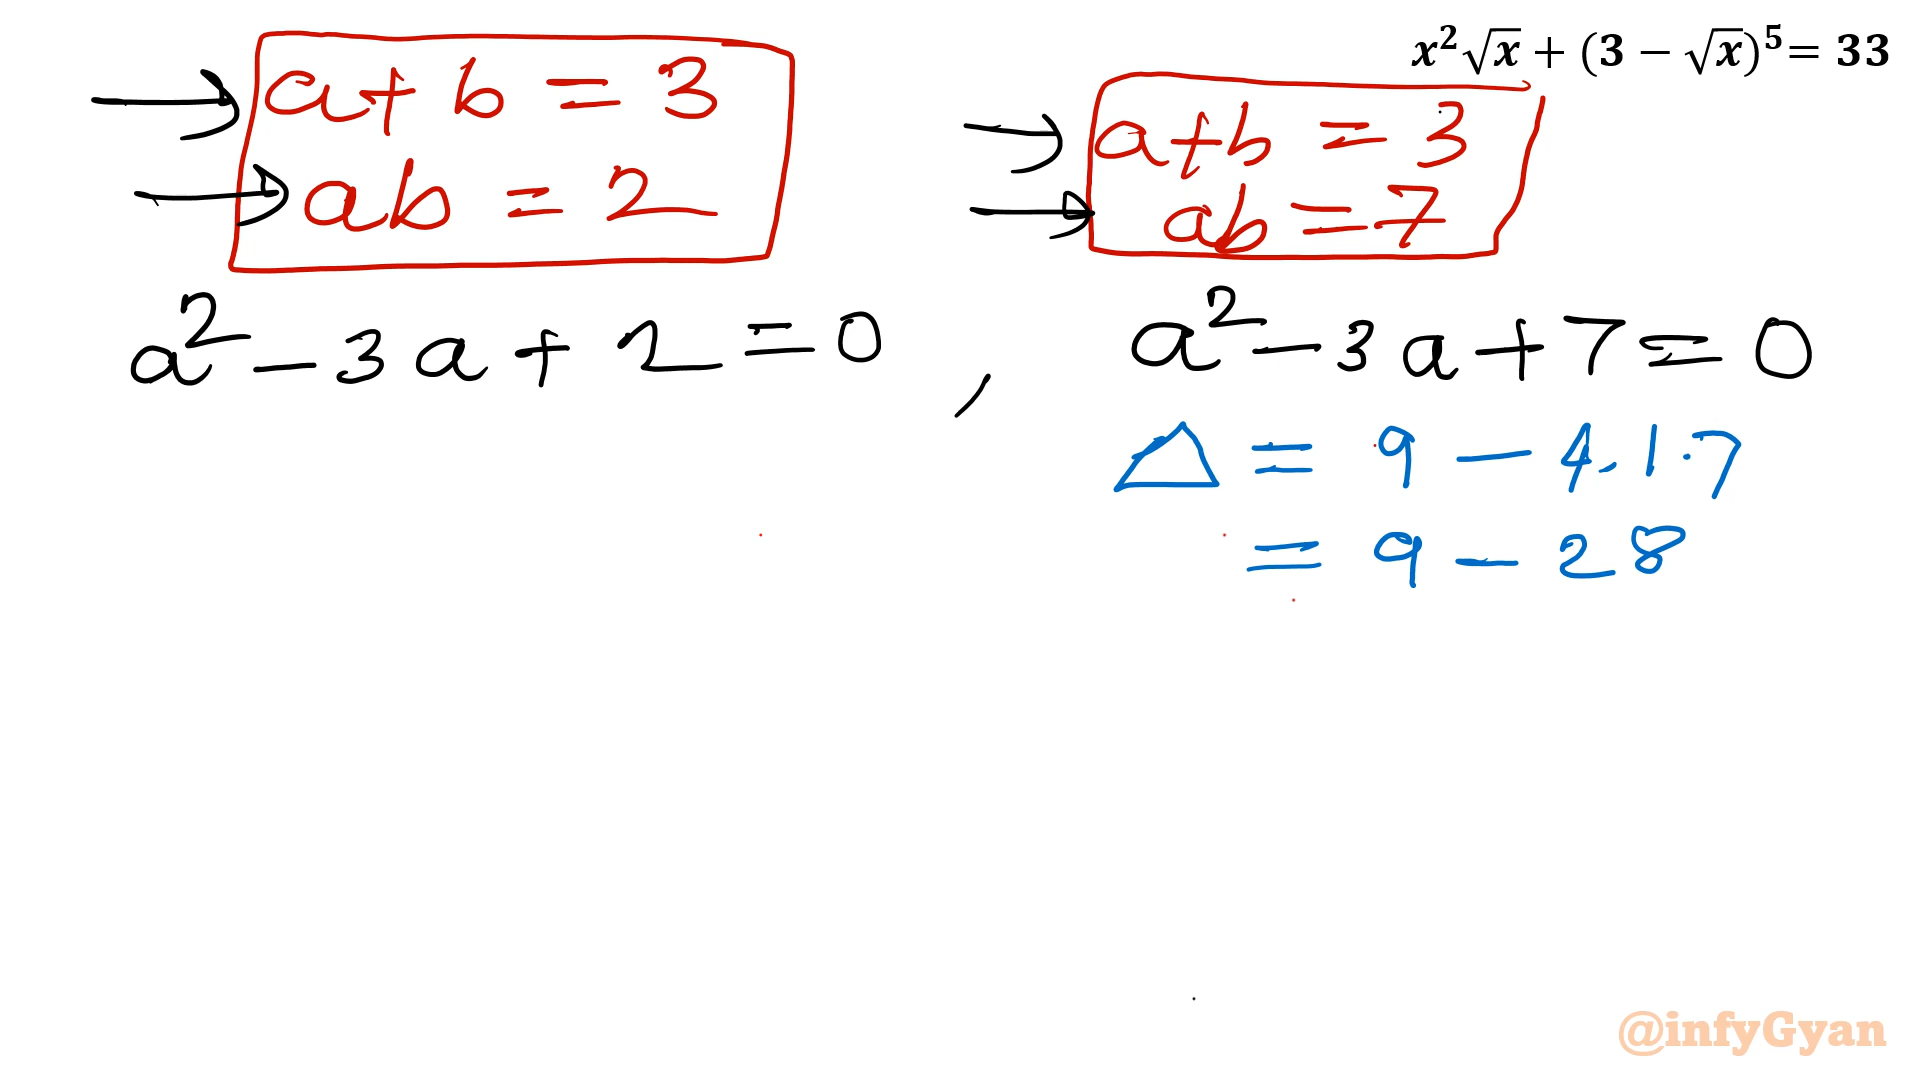 x²√x + (3 − √x)⁵= 33
a + b = 3
ab = 2
a + b = 3
ab = 7
a² − 3a + 2 = 0 , a² − 3a + 7 = 0
△ = 9 − 4.1.7
= 9 − 28
@infyGyan